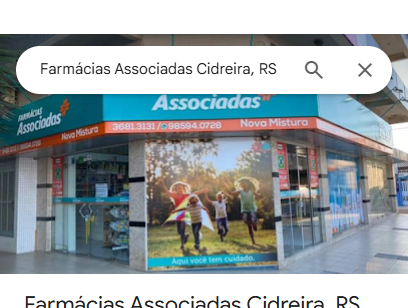 Farmácias Associadas Cidreira, RS
Associadas
FARMÁCIAS
Associadas
Nova Mistura
3681.3131 / 98594.0728
Nova Mistura
Aqui você tem cuidado.
Farmácias Associadas Cidreira, RS